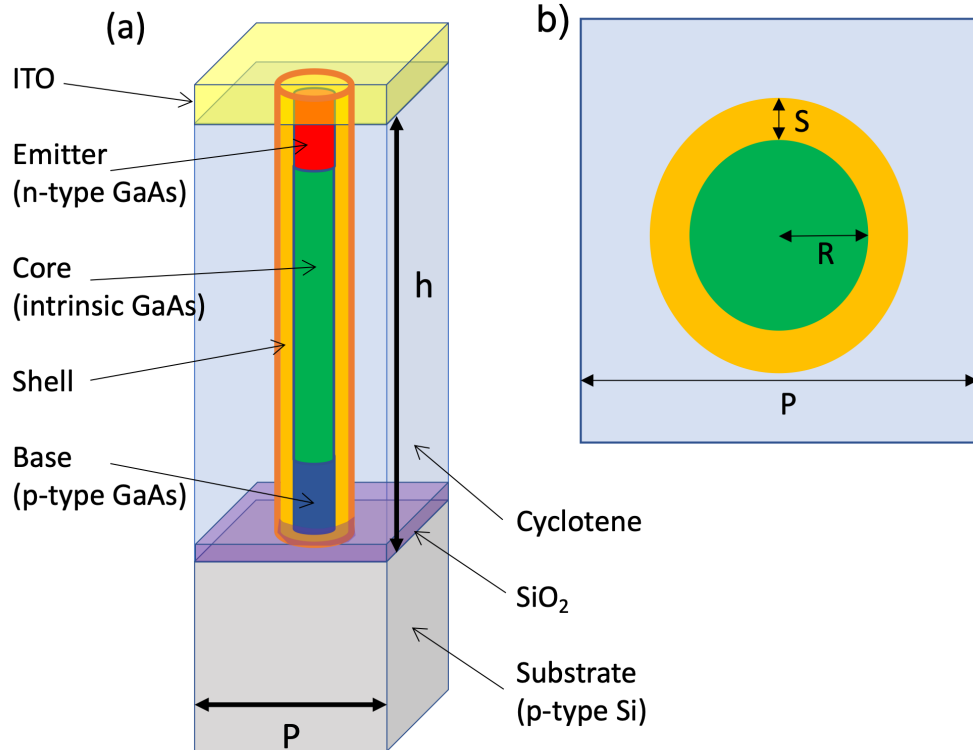 (a)
ITO
Emitter
(n-type GaAs)
Core
(intrinsic GaAs)
Shell
Base
(p-type GaAs)
h
Cyclotene
SiO₂
Substrate
(p-type Si)
P
b)
S
R
P